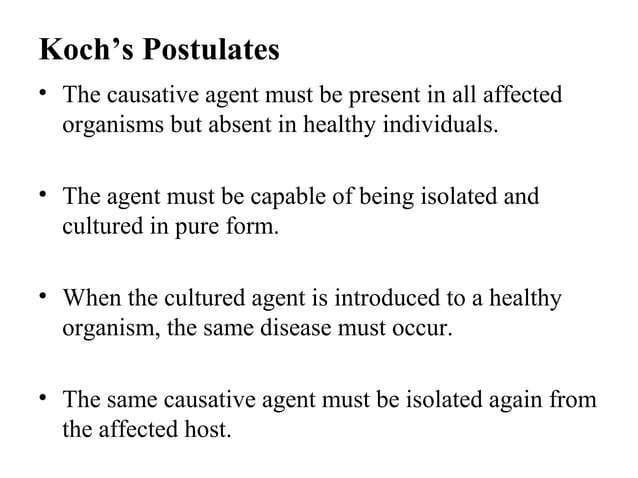 Koch’s Postulates
• The causative agent must be present in all affected
organisms but absent in healthy individuals.
• The agent must be capable of being isolated and
cultured in pure form.
• When the cultured agent is introduced to a healthy
organism, the same disease must occur.
• The same causative agent must be isolated again from
the affected host.